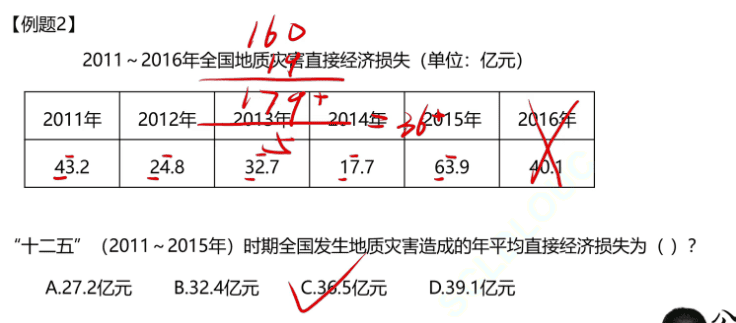 【例题2】
160
19
2011～2016年全国地质灾害直接经济损失（单位：亿元）
179+
2011年 2012年 2013年 2014年 2015年 2016年
= 36+
5
43.2 24.8 32.7 17.7 63.9 40.1
“十二五”（2011～2015年）时期全国发生地质灾害造成的年平均直接经济损失为（ ）？
A.27.2亿元 B.32.4亿元 C.36.5亿元 D.39.1亿元